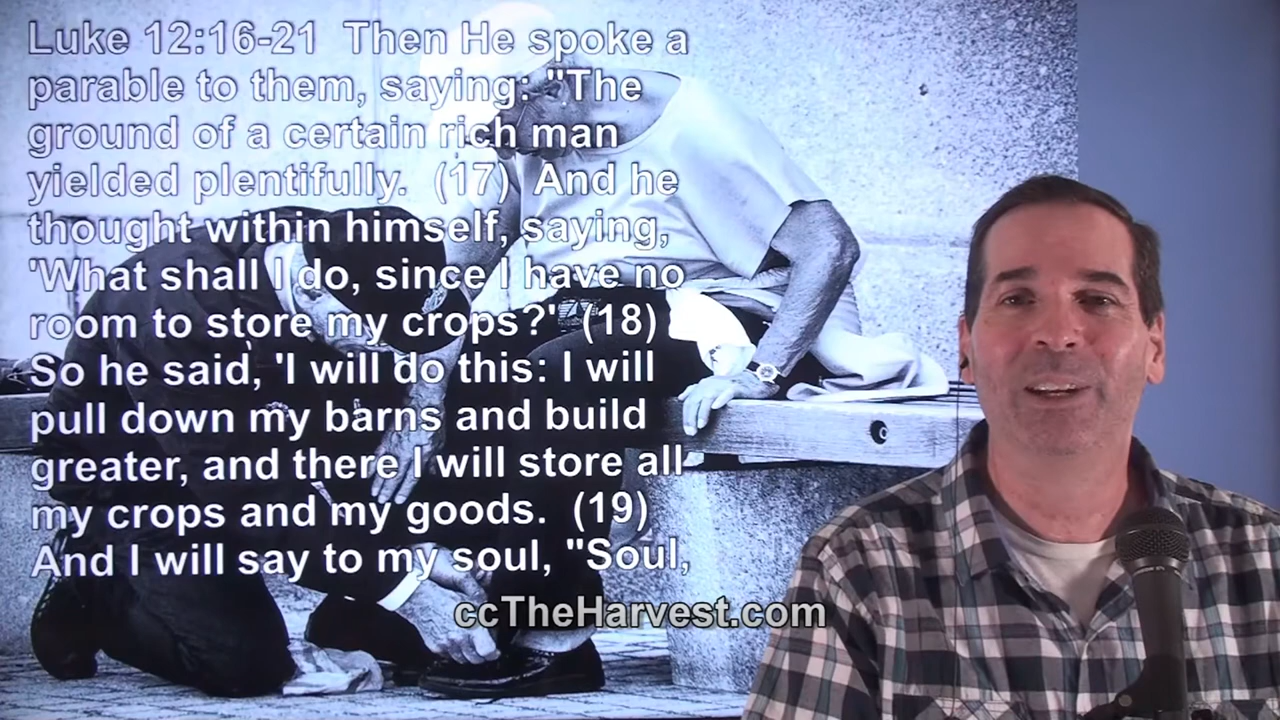 Luke 12:16-21 Then He spoke a
parable to them, saying: "The
ground of a certain rich man
yielded plentifully. (17) And he
thought within himself, saying,
'What shall I do, since I have no
room to store my crops?' (18)
So he said, 'I will do this: I will
pull down my barns and build
greater, and there I will store all
my crops and my goods. (19)
And I will say to my soul, "Soul,
ccTheHarvest.com